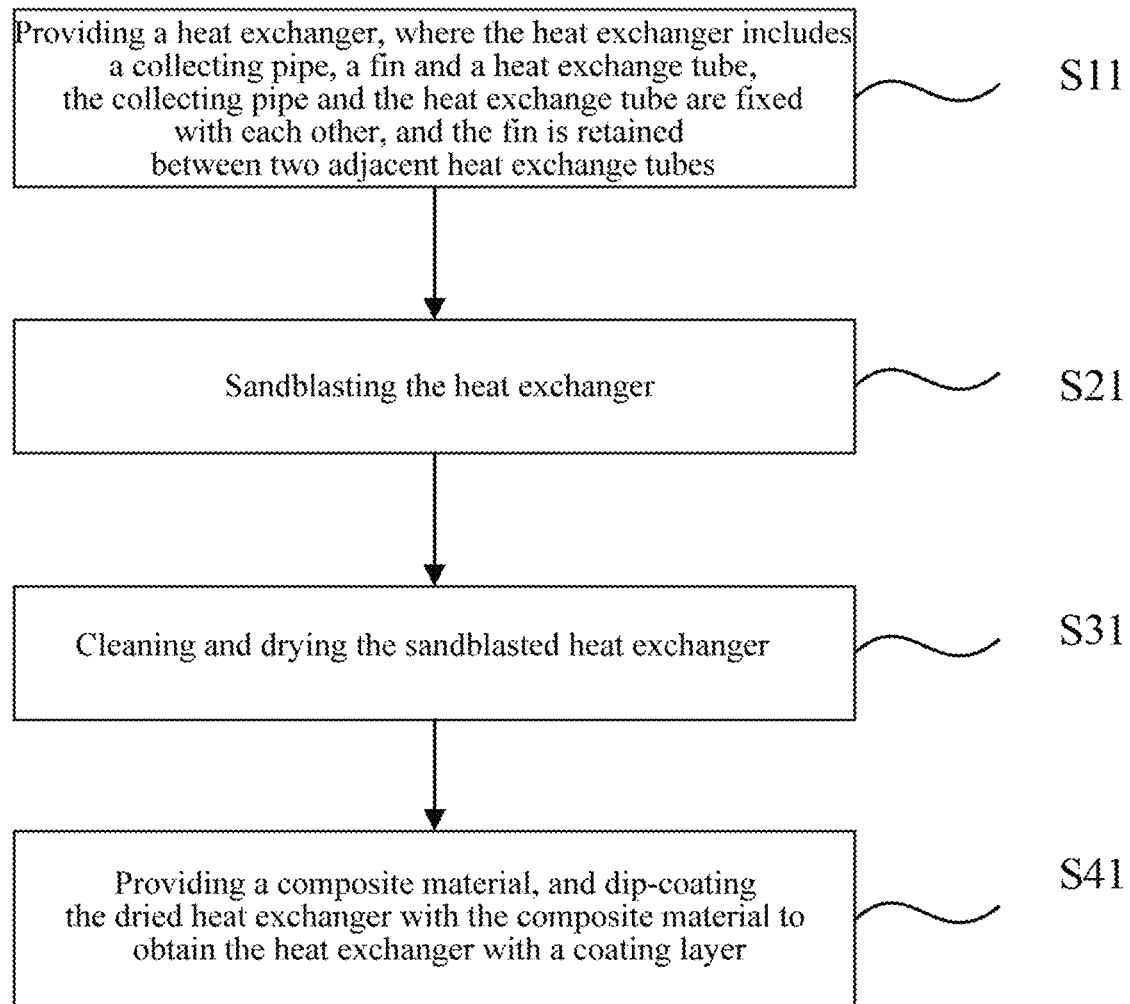 Providing a heat exchanger, where the heat exchanger includes
a collecting pipe, a fin and a heat exchange tube,
the collecting pipe and the heat exchange tube are fixed
with each other, and the fin is retained
between two adjacent heat exchange tubes
S11
Sandblasting the heat exchanger
S21
Cleaning and drying the sandblasted heat exchanger
S31
Providing a composite material, and dip-coating
the dried heat exchanger with the composite material to
obtain the heat exchanger with a coating layer
S41